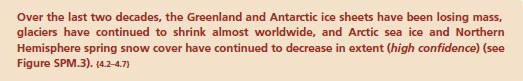 Over the last two decades, the Greenland and Antarctic ice sheets have been losing mass,
glaciers have continued to shrink almost worldwide, and Arctic sea ice and Northern
Hemisphere spring snow cover have continued to decrease in extent (high confidence) (see
Figure SPM.3). {4.2–4.7}